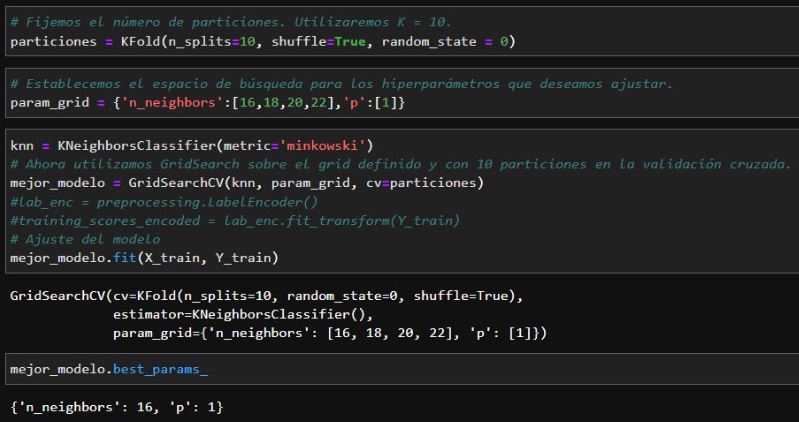 # Fijemos el número de particiones. Utilizaremos K = 10.
particiones = KFold(n_splits=10, shuffle=True, random_state = 0)
# Establecemos el espacio de búsqueda para los hiperparámetros que deseamos ajustar.
param_grid = {'n_neighbors':[16,18,20,22],'p':[1]}
knn = KNeighborsClassifier(metric='minkowski')
# Ahora utilizamos GridSearch sobre el grid definido y con 10 particiones en la validación cruzada.
mejor_modelo = GridSearchCV(knn, param_grid, cv=particiones)
#lab_enc = preprocessing.LabelEncoder()
#training_scores_encoded = lab_enc.fit_transform(Y_train)
# Ajuste del modelo
mejor_modelo.fit(X_train, Y_train)
GridSearchCV(cv=KFold(n_splits=10, random_state=0, shuffle=True),
             estimator=KNeighborsClassifier(),
             param_grid={'n_neighbors': [16, 18, 20, 22], 'p': [1]})
mejor_modelo.best_params_
{'n_neighbors': 16, 'p': 1}